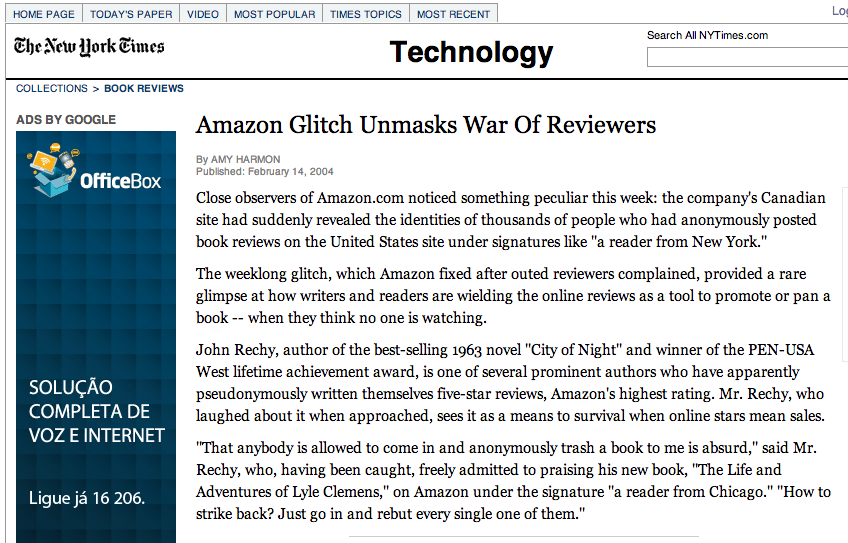 HOME PAGE TODAY'S PAPER VIDEO MOST POPULAR TIMES TOPICS MOST RECENT
The New York Times
Technology
Search All NYTimes.com
COLLECTIONS > BOOK REVIEWS
ADS BY GOOGLE
OfficeBox
SOLUÇÃO
COMPLETA DE
VOZ E INTERNET
Ligue já 16 206.
Amazon Glitch Unmasks War Of Reviewers
By AMY HARMON
Published: February 14, 2004
Close observers of Amazon.com noticed something peculiar this week: the company's Canadian
site had suddenly revealed the identities of thousands of people who had anonymously posted
book reviews on the United States site under signatures like "a reader from New York."
The weeklong glitch, which Amazon fixed after outed reviewers complained, provided a rare
glimpse at how writers and readers are wielding the online reviews as a tool to promote or pan a
book -- when they think no one is watching.
John Rechy, author of the best-selling 1963 novel "City of Night" and winner of the PEN-USA
West lifetime achievement award, is one of several prominent authors who have apparently
pseudonymously written themselves five-star reviews, Amazon's highest rating. Mr. Rechy, who
laughed about it when approached, sees it as a means to survival when online stars mean sales.
"That anybody is allowed to come in and anonymously trash a book to me is absurd," said Mr.
Rechy, who, having been caught, freely admitted to praising his new book, "The Life and
Adventures of Lyle Clemens," on Amazon under the signature "a reader from Chicago." "How to
strike back? Just go in and rebut every single one of them."